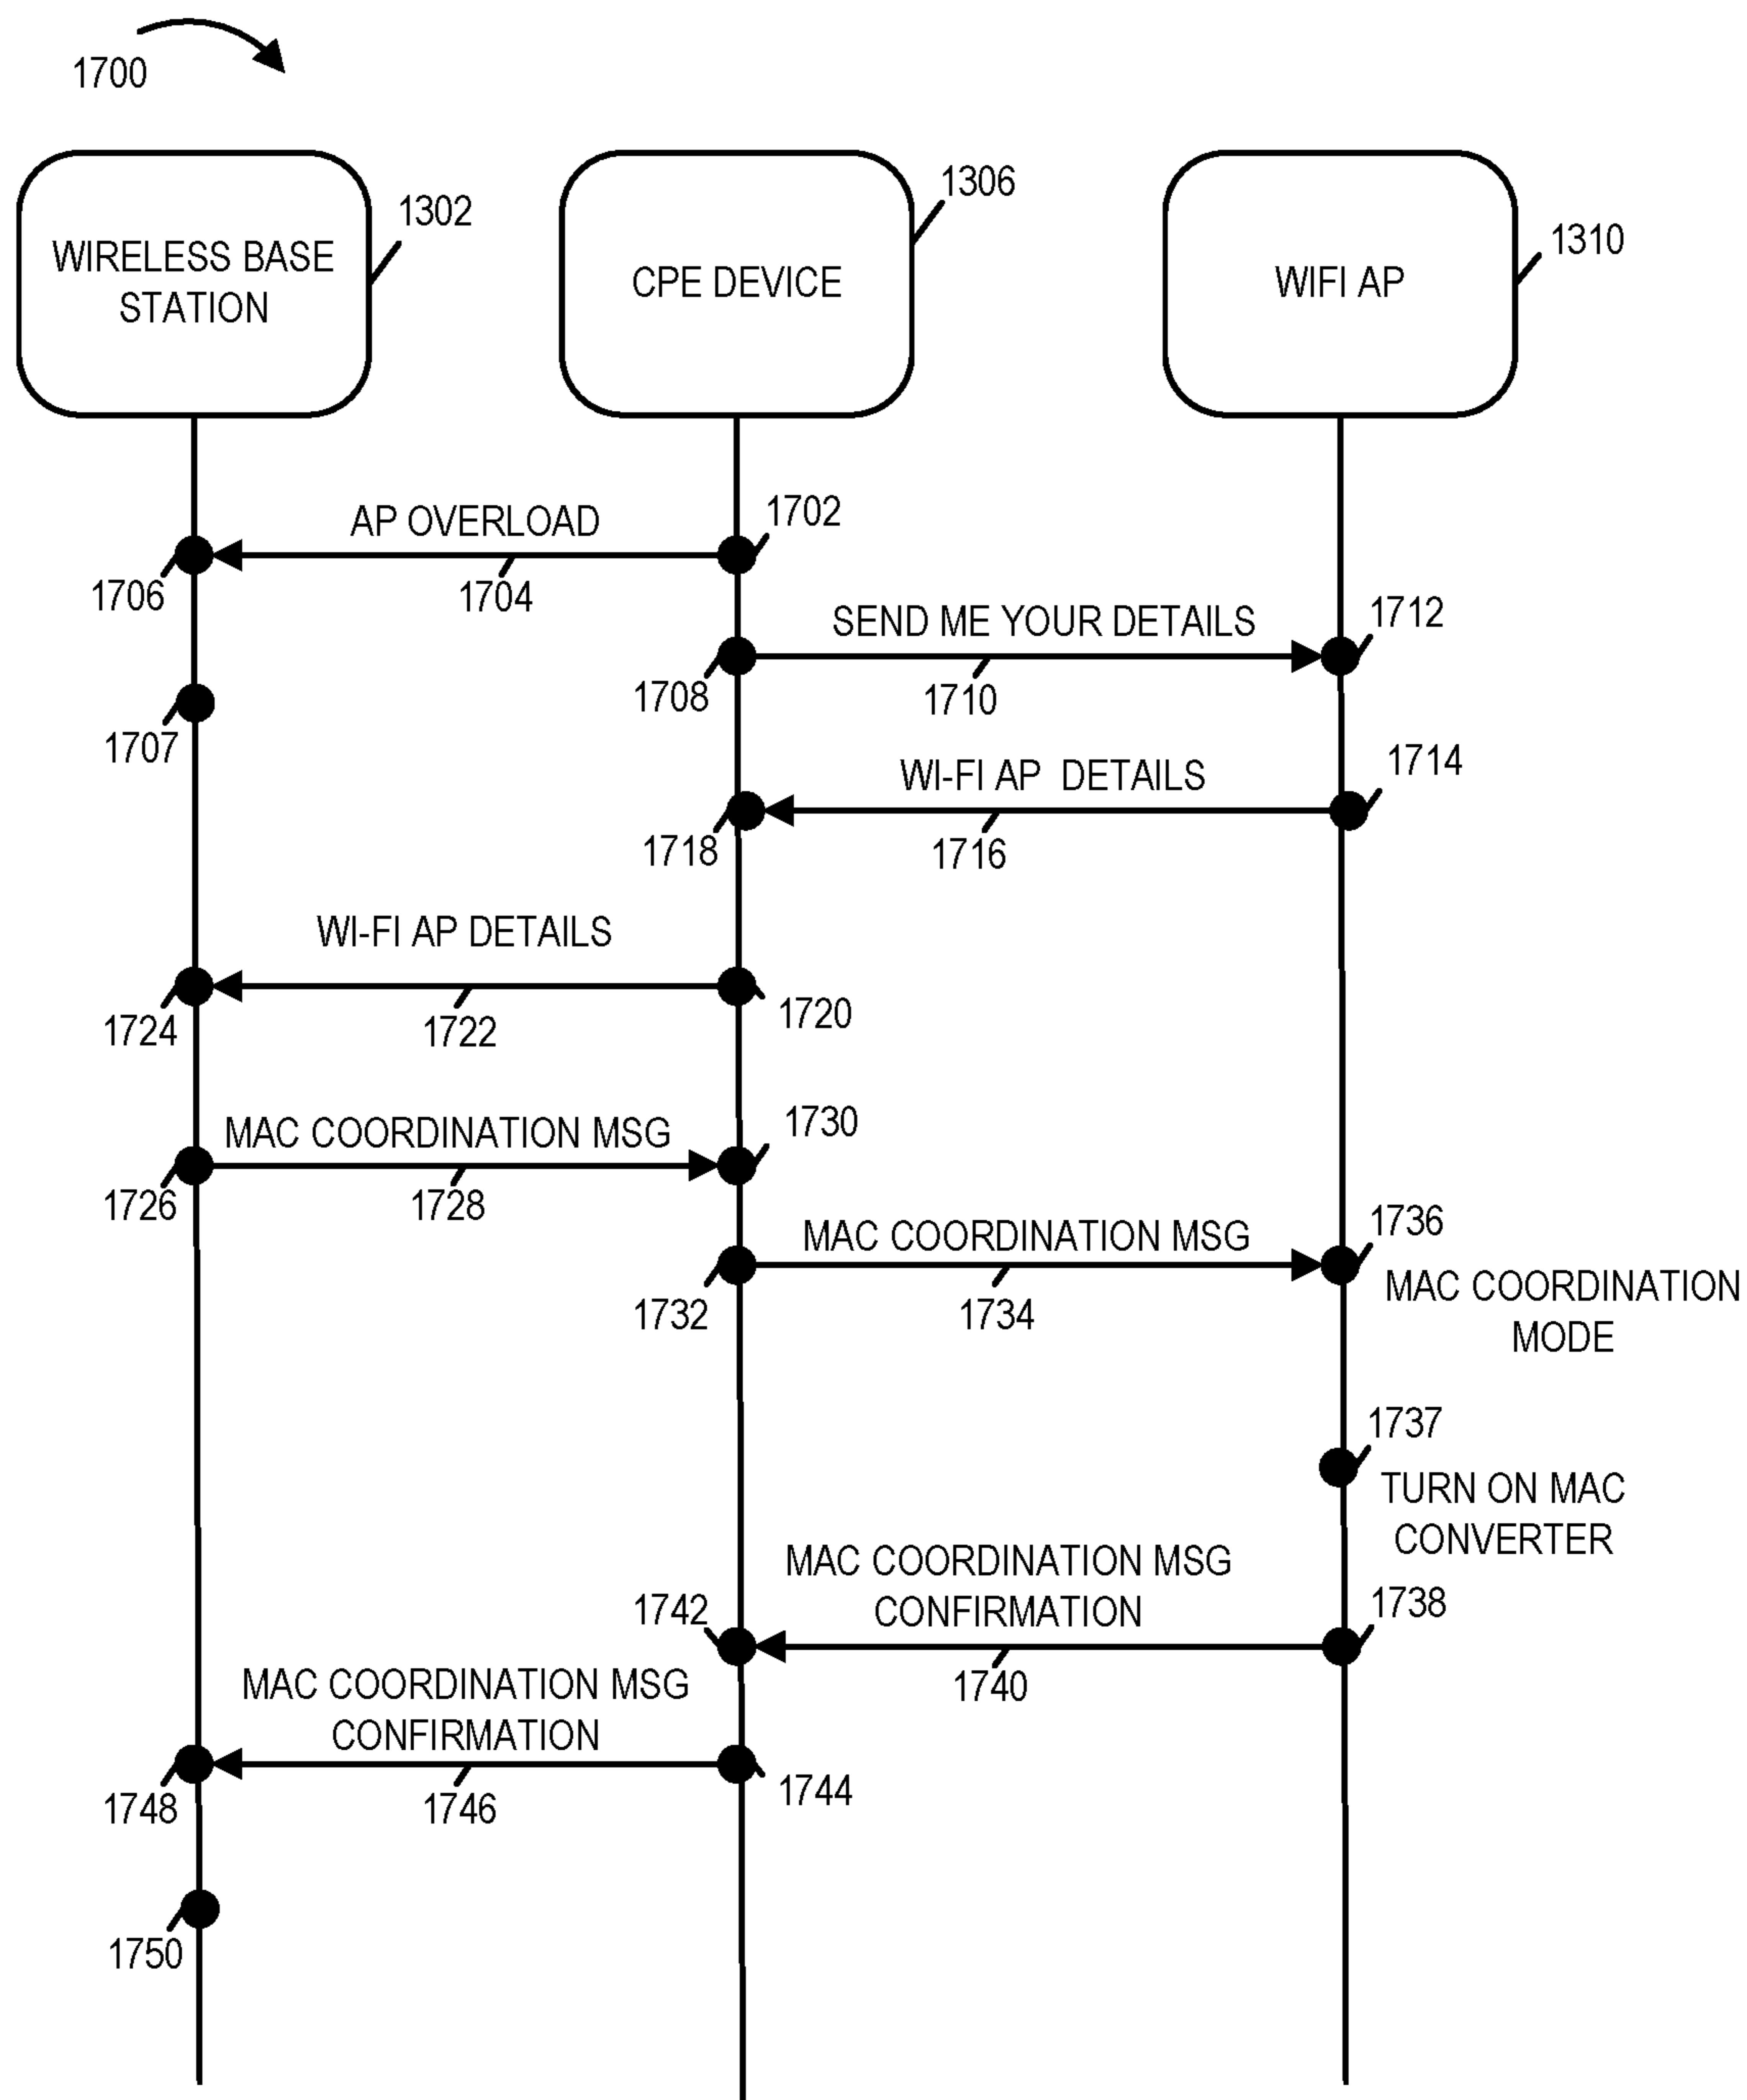 1700
1302
1306
1310
WIRELESS BASE
STATION
CPE DEVICE
WIFI AP
AP OVERLOAD
1702
1706
1704
SEND ME YOUR DETAILS
1712
1708
1710
1707
WI-FI AP DETAILS
1714
1718
1716
WI-FI AP DETAILS
1724
1722
1720
MAC COORDINATION MSG
1730
1726
1728
MAC COORDINATION MSG
1736
MAC COORDINATION
MODE
1732
1734
1737
TURN ON MAC
CONVERTER
MAC COORDINATION MSG
CONFIRMATION
1742
1738
1740
MAC COORDINATION MSG
CONFIRMATION
1748
1746
1744
1750